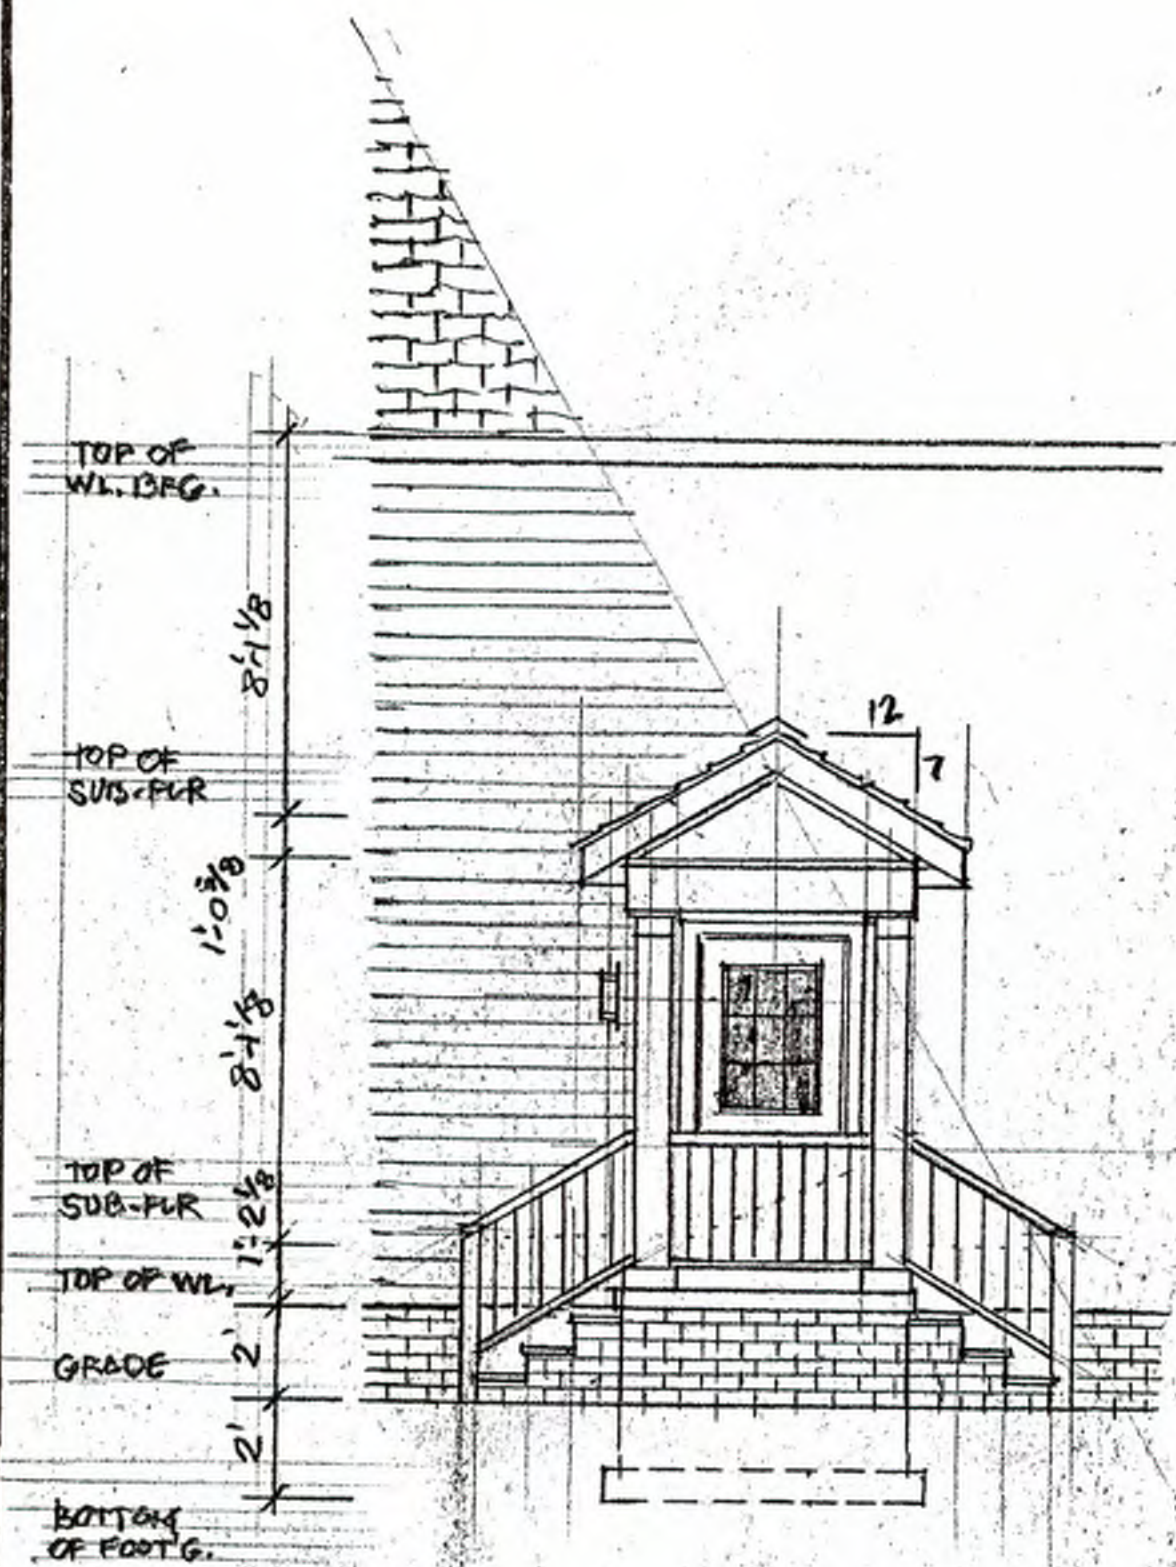 TOP OF
WL. BRG.
8'-1 1/8
TOP OF
SUB-FLR
12
7
1'-0 3/8
8'-1 1/8
TOP OF
SUB-FLR
1'-2 1/8
TOP OF WL.
2'
GRADE
2'
BOTTOM
OF FOOT'G.